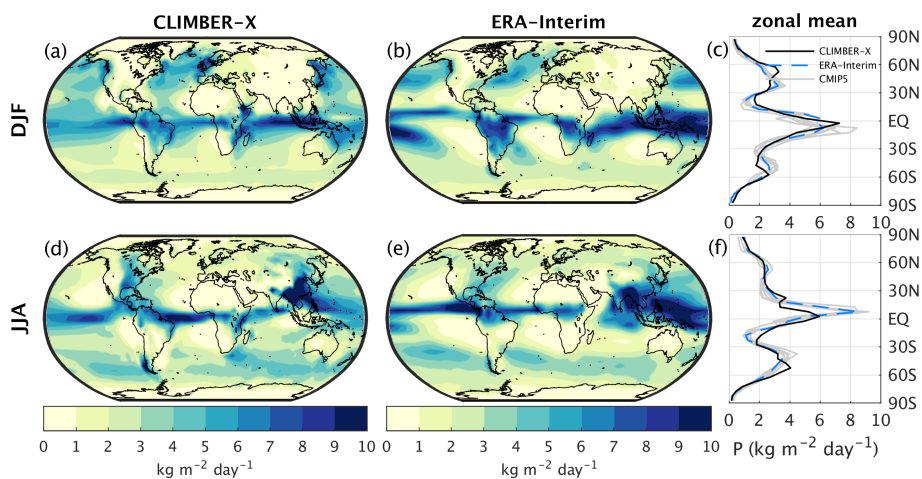 CLIMBER-X ERA-Interim zonal mean
DJF
(a) (b) (c)
CLIMBER-X
ERA-Interim
CMIP5
90N
60N
30N
EQ
30S
60S
90S
0 2 4 6 8 10
JJA
(d) (e) (f)
90N
60N
30N
EQ
30S
60S
90S
0 2 4 6 8 10
P (kg m⁻² day⁻¹)
0 1 2 3 4 5 6 7 8 9 10
kg m⁻² day⁻¹
0 1 2 3 4 5 6 7 8 9 10
kg m⁻² day⁻¹